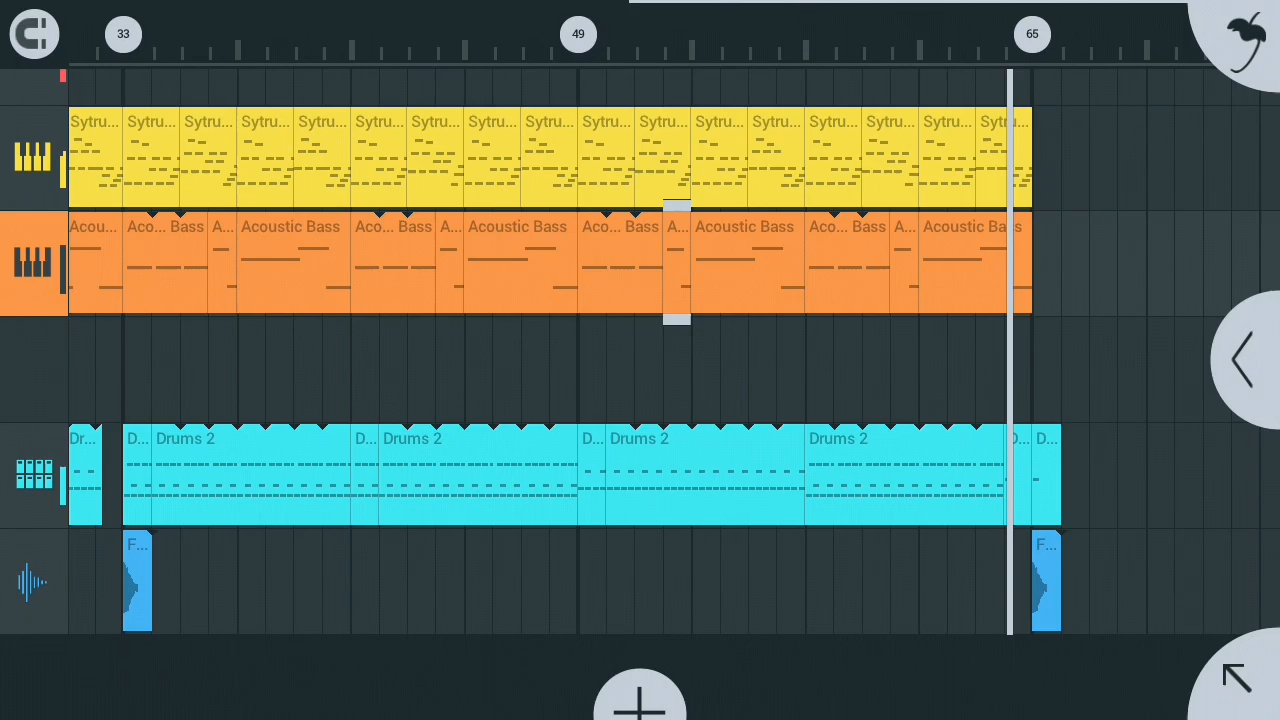 33 49 65
Sytru... Sytru... Sytru... Sytru... Sytru... Sytru... Sytru... Sytru... Sytru... Sytru... Sytru... Sytru... Sytru... Sytru... Sytru... Sytru... Sytru...
Acou... Aco... Bass A... Acoustic Bass Aco... Bass A... Acoustic Bass Aco... Bass A... Acoustic Bass Aco... Bass A... Acoustic Bass
Dr... D... Drums 2 D... Drums 2 D... Drums 2 Drums 2 D... D...
F... F...